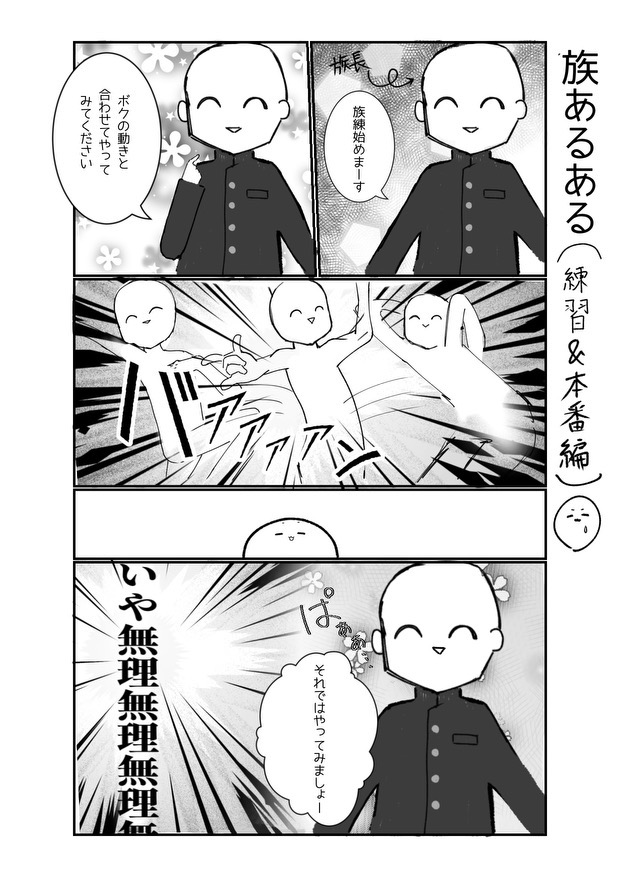 族あるある
(練習&本番編)
族長
族練始めまーす
ボクの動きと
合わせてやって
みてください
ドァァァァン
ぱぁぁぁ
それではやってみましょー
いや無理無理無理無